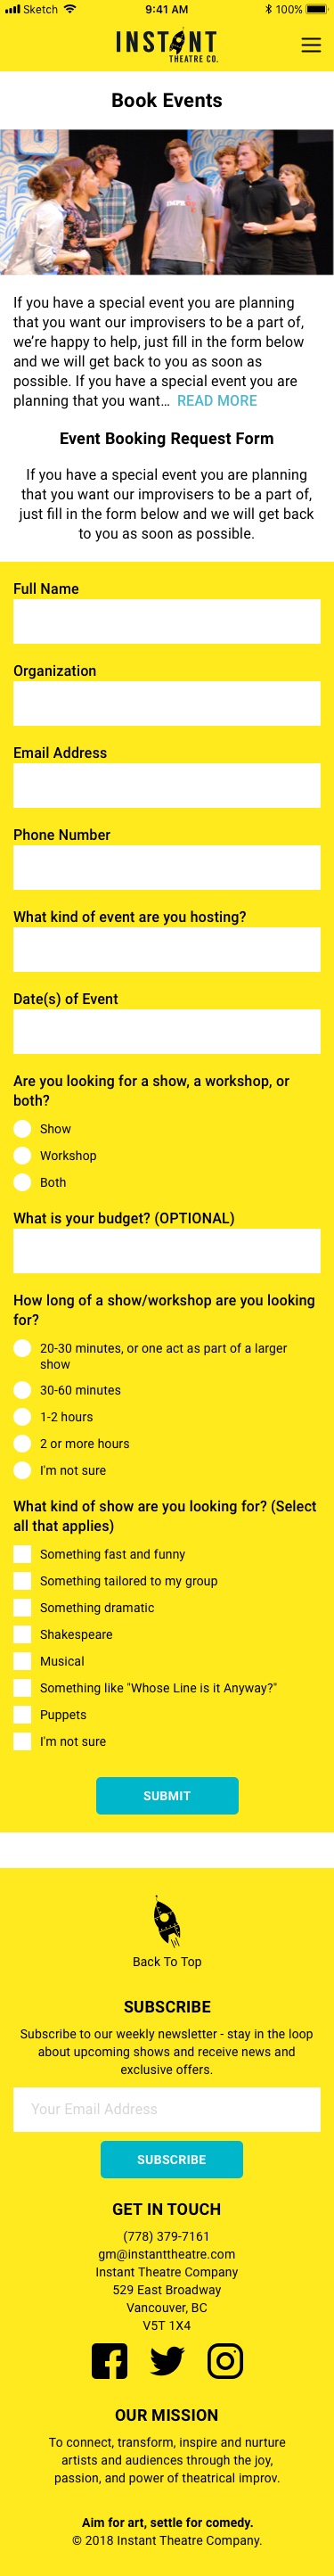 Sketch 9:41 AM 100%
INSTANT
THEATRE CO.
Book Events
IMPR
If you have a special event you are planning
that you want our improvisers to be a part of,
we're happy to help, just fill in the form below
and we will get back to you as soon as
possible. If you have a special event you are
planning that you want... READ MORE
Event Booking Request Form
If you have a special event you are planning
that you want our improvisers to be a part of,
just fill in the form below and we will get back
to you as soon as possible.
Full Name
Organization
Email Address
Phone Number
What kind of event are you hosting?
Date(s) of Event
Are you looking for a show, a workshop, or
both?
Show
Workshop
Both
What is your budget? (OPTIONAL)
How long of a show/workshop are you looking
for?
20-30 minutes, or one act as part of a larger
show
30-60 minutes
1-2 hours
2 or more hours
I'm not sure
What kind of show are you looking for? (Select
all that applies)
Something fast and funny
Something tailored to my group
Something dramatic
Shakespeare
Musical
Something like "Whose Line is it Anyway?"
Puppets
I'm not sure
SUBMIT
Back To Top
SUBSCRIBE
Subscribe to our weekly newsletter - stay in the loop
about upcoming shows and receive news and
exclusive offers.
Your Email Address
SUBSCRIBE
GET IN TOUCH
(778) 379-7161
gm@instanttheatre.com
Instant Theatre Company
529 East Broadway
Vancouver, BC
V5T 1X4
OUR MISSION
To connect, transform, inspire and nurture
artists and audiences through the joy,
passion, and power of theatrical improv.
Aim for art, settle for comedy.
© 2018 Instant Theatre Company.